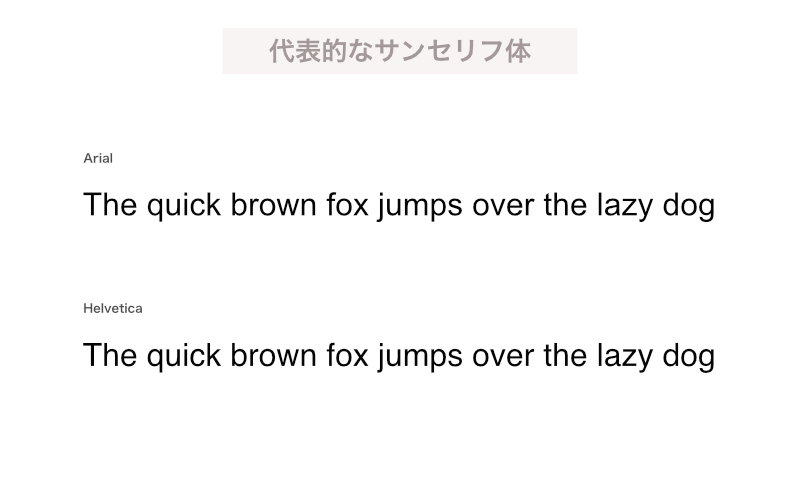 代表的なサンセリフ体
Arial
The quick brown fox jumps over the lazy dog
Helvetica
The quick brown fox jumps over the lazy dog